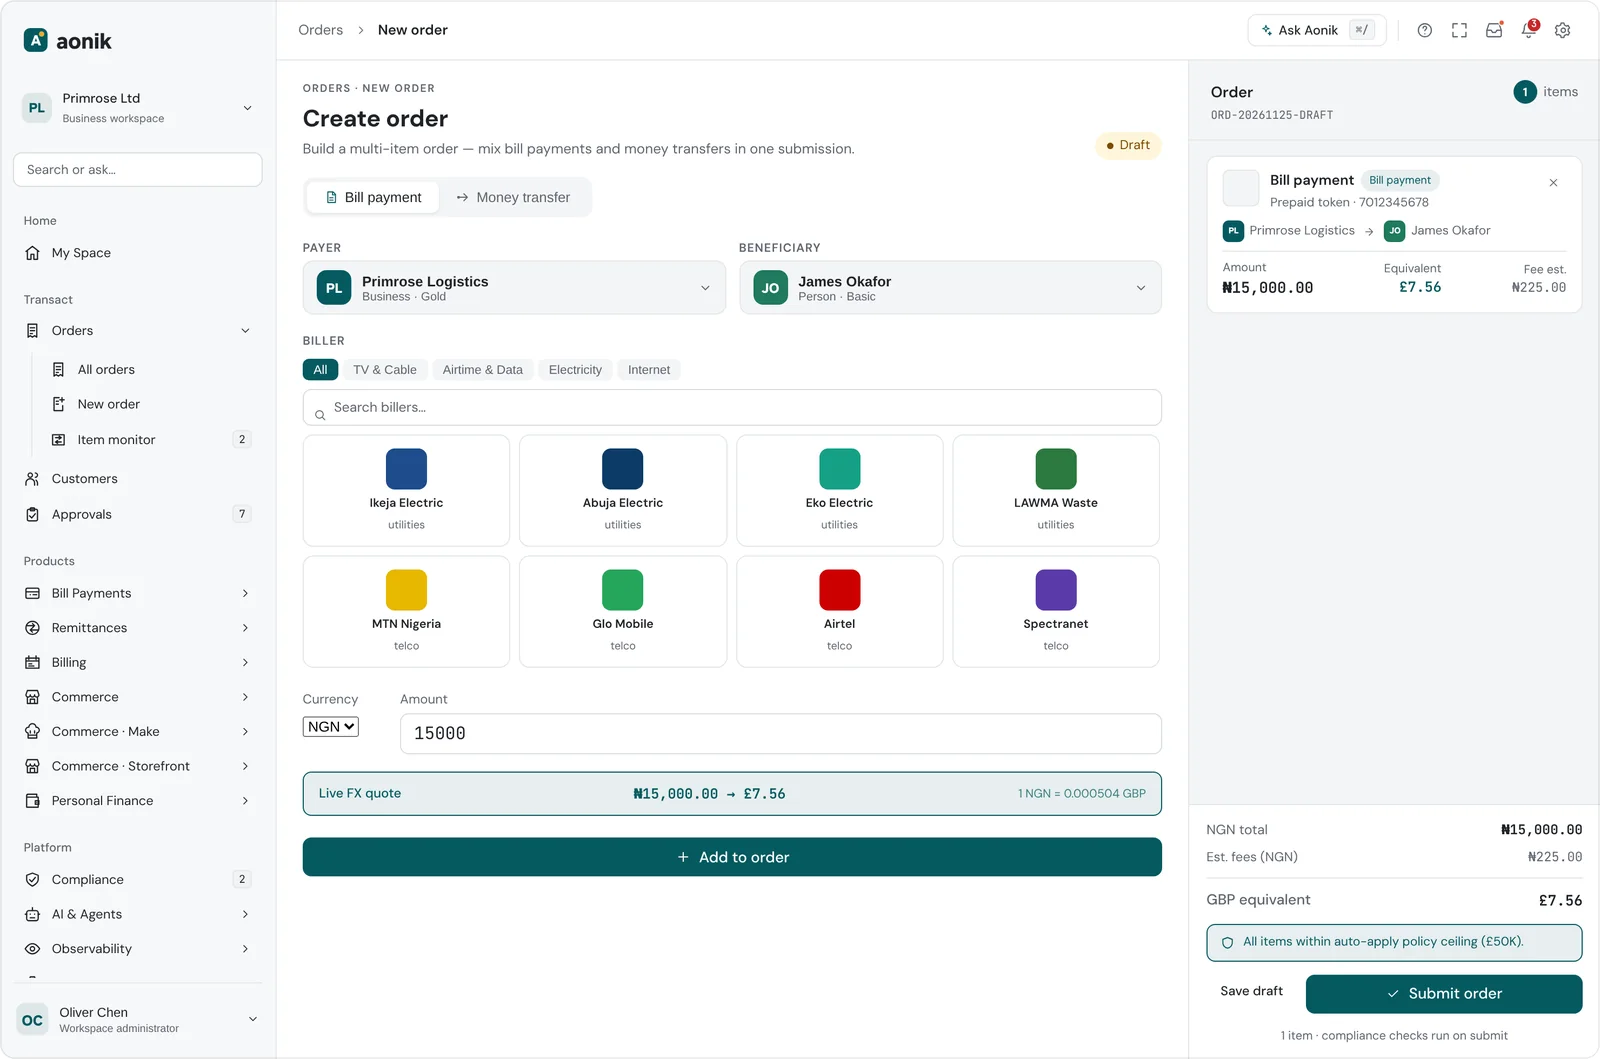 A
aonik
PL
Primrose Ltd
Business workspace
Search or ask…
Home
My Space
Transact
Orders
All orders
New order
Item monitor
2
Customers
Approvals
7
Products
Bill Payments
Remittances
Billing
Commerce
Commerce · Make
Commerce · Storefront
Personal Finance
Platform
Compliance
2
AI & Agents
Observability
OC
Oliver Chen
Workspace administrator
Orders
New order
Ask Aonik
⌘/
3
ORDERS · NEW ORDER
Create order
Build a multi-item order — mix bill payments and money transfers in one submission.
Draft
Bill payment
Money transfer
PAYER
PL
Primrose Logistics
Business · Gold
BENEFICIARY
JO
James Okafor
Person · Basic
BILLER
All
TV & Cable
Airtime & Data
Electricity
Internet
Search billers…
Ikeja Electric
utilities
Abuja Electric
utilities
Eko Electric
utilities
LAWMA Waste
utilities
MTN Nigeria
telco
Glo Mobile
telco
Airtel
telco
Spectranet
telco
Currency
NGN
Amount
15000
Live FX quote
₦15,000.00 → £7.56
1 NGN = 0.000504 GBP
+ Add to order
Order
ORD-20261125-DRAFT
1
items
Bill payment
Bill payment
Prepaid token · 7012345678
PL
Primrose Logistics
→
JO
James Okafor
Amount
₦15,000.00
Equivalent
£7.56
Fee est.
₦225.00
NGN total
₦15,000.00
Est. fees (NGN)
₦225.00
GBP equivalent
£7.56
All items within auto-apply policy ceiling (£50K).
Save draft
Submit order
1 item · compliance checks run on submit